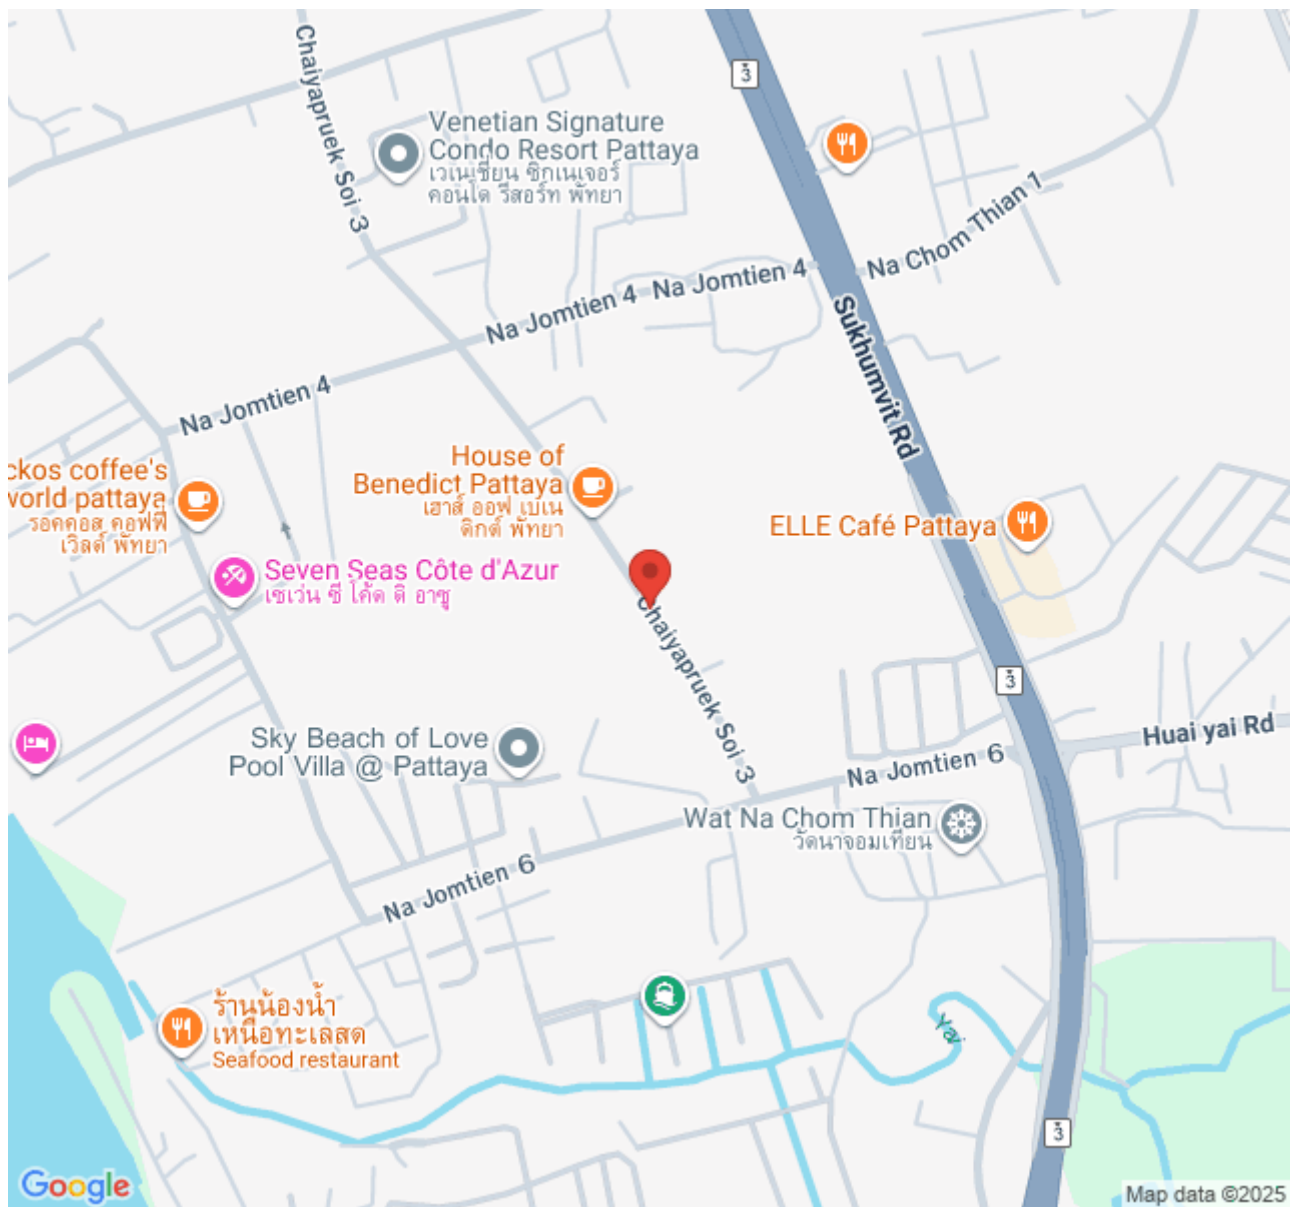 Chaiyapruek Soi 3
3
Venetian Signature
Condo Resort Pattaya
เวเนเชี่ยน ซิกเนเจอร์
คอนโด รีสอร์ท พัทยา
Na Chom Thian 1
Na Jomtien 4
Na Jomtien 4
Sukhumvit Rd
Na Jomtien 4
House of
Benedict Pattaya
เฮาส์ ออฟ เบเน
ดิกต์ พัทยา
ckos coffee's
world pattaya
รอคคอส คอฟฟี่
เวิลด์ พัทยา
ELLE Café Pattaya
Seven Seas Côte d'Azur
เซเว่น ซี โค้ด ดิ อาซู
Chaiyapruek Soi 3
3
Huai yai Rd
Sky Beach of Love
Pool Villa @ Pattaya
Na Jomtien 6
Wat Na Chom Thian
วัดนาจอมเทียน
Na Jomtien 6
ร้านน้องน้ำ
เหนือทะเลสด
Seafood restaurant
Yai
3
Google
Map data ©2025